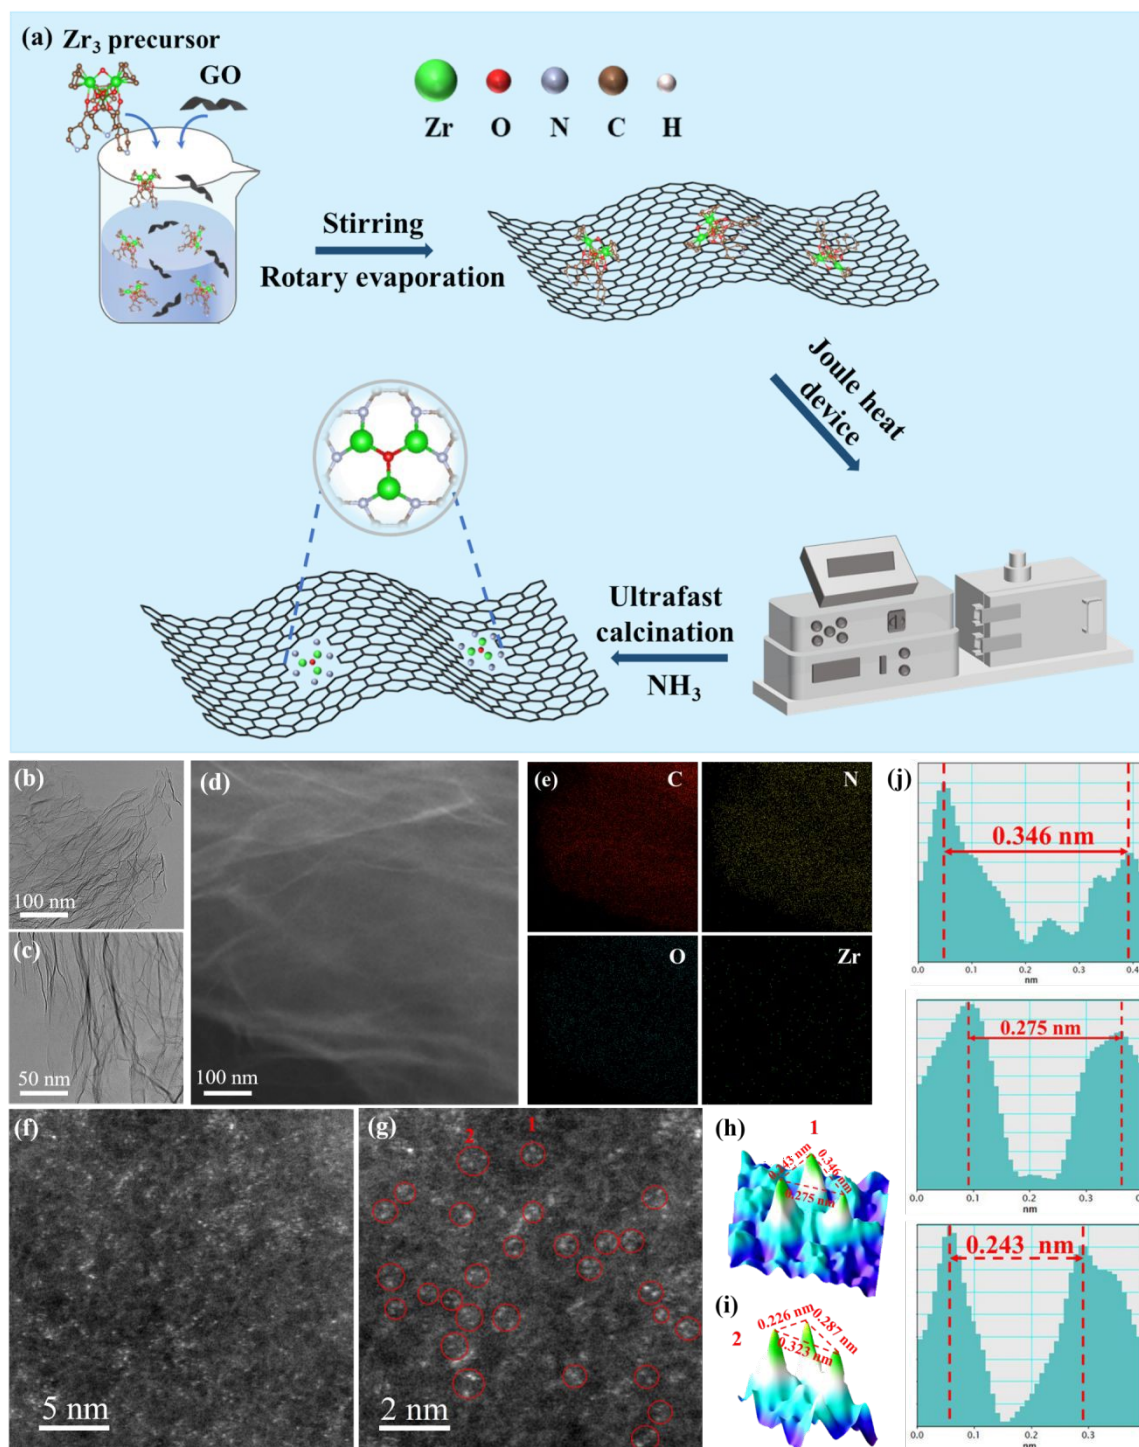 (a)
Zr₃ precursor
GO
Zr
O
N
C
H
Stirring
Rotary evaporation
Joule heat
device
Ultrafast
calcination
NH₃
(b)
100 nm
(c)
50 nm
(d)
100 nm
(e)
C
N
O
Zr
(f)
5 nm
(g)
2
1
2 nm
(h)
1
0.243 nm
0.346 nm
0.275 nm
(i)
2
0.226 nm
0.287 nm
0.323 nm
(j)
0.346 nm
0.0 0.1 0.2 0.3 0.4
nm
0.275 nm
0.0 0.1 0.2 0.3
nm
0.243 nm
0.0 0.1 0.2 0.3
nm